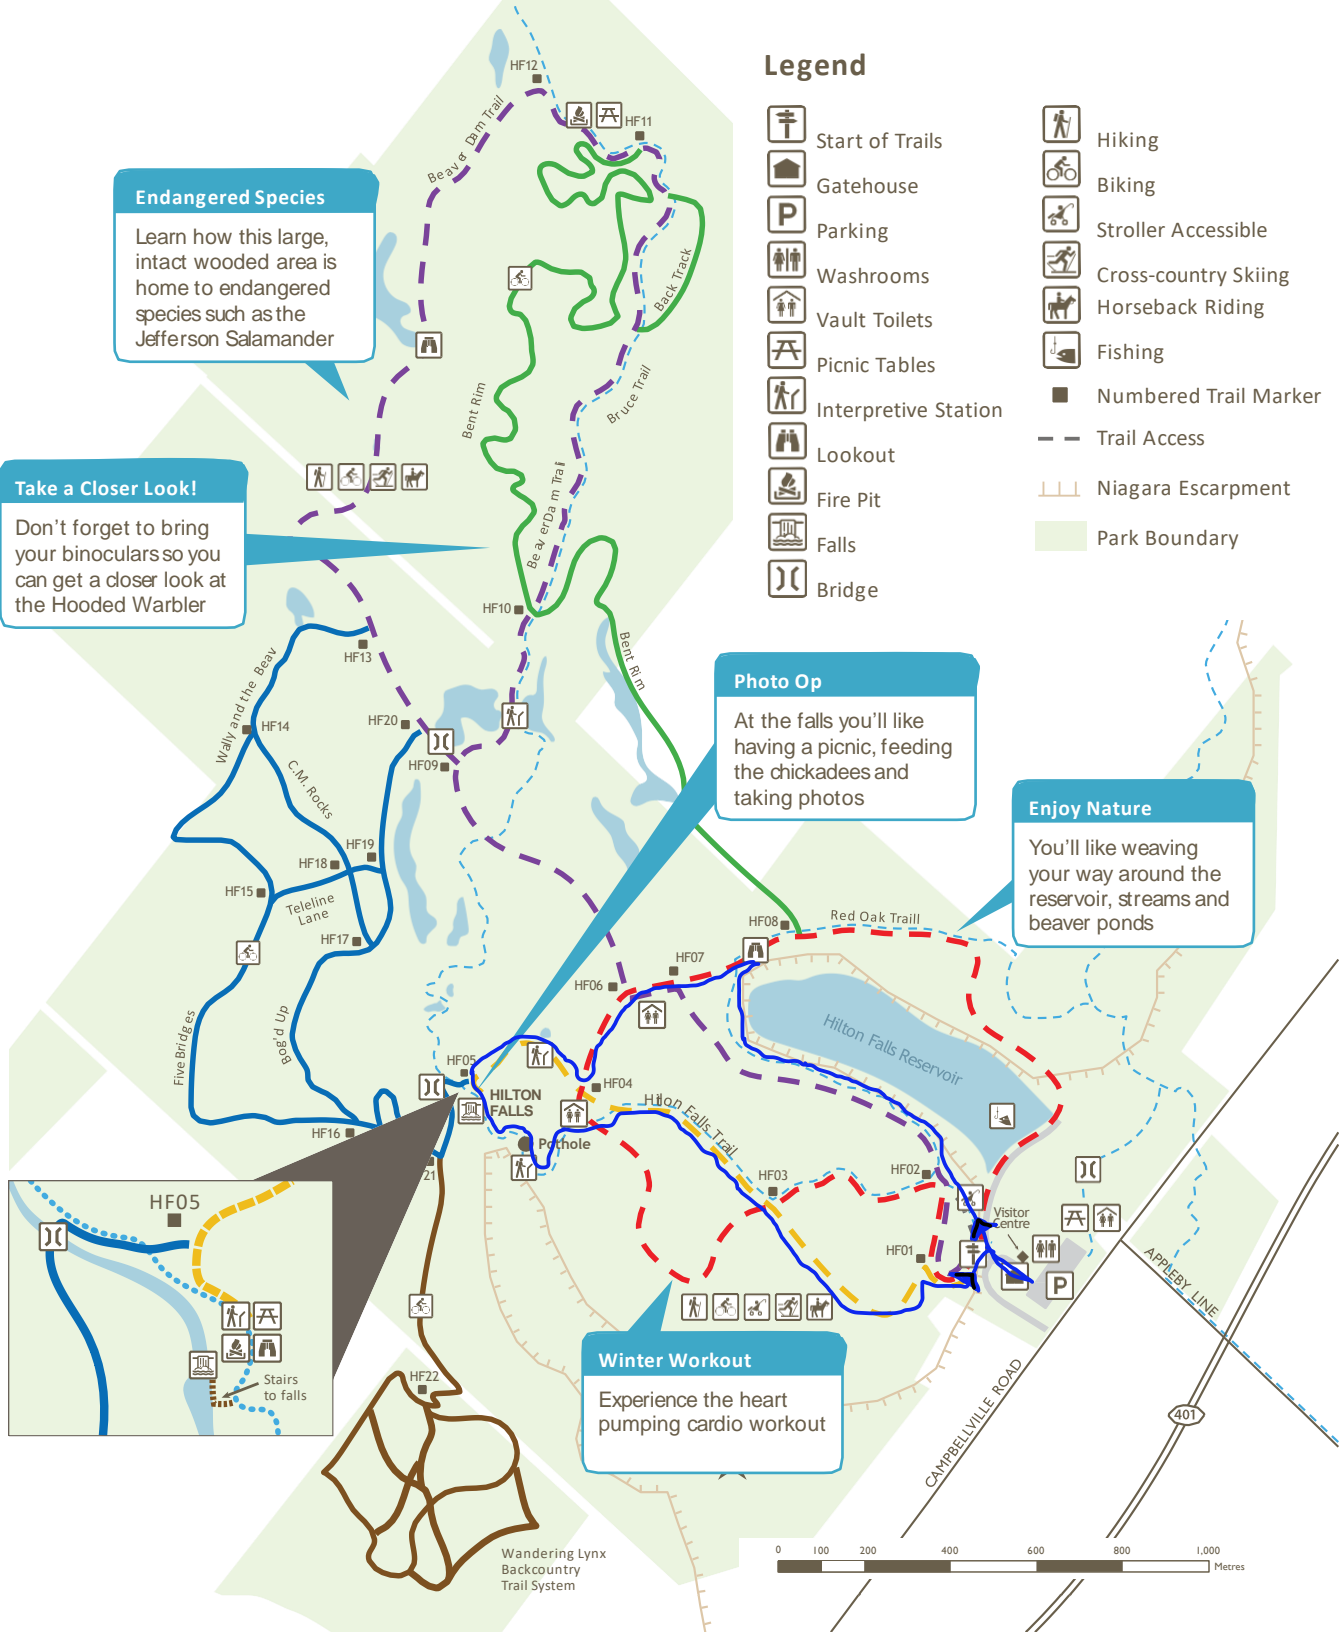 Legend
Start of Trails
Gatehouse
P
Parking
Washrooms
Vault Toilets
Picnic Tables
Interpretive Station
Lookout
Fire Pit
Falls
Bridge
Hiking
Biking
Stroller Accessible
Cross-country Skiing
Horseback Riding
Fishing
Numbered Trail Marker
Trail Access
Niagara Escarpment
Park Boundary
HF12
HF11
Beaver Dam Trail
Endangered Species
Learn how this large,
intact wooded area is
home to endangered
species such as the
Jefferson Salamander
Back Track
Bruce Trail
Bent Rim
Take a Closer Look!
Don't forget to bring
your binoculars so you
can get a closer look at
the Hooded Warbler
Beaver Dam Trail
HF10
Bent Rim
HF13
Wally and the Beav
HF14
HF20
HF09
C.M. Rocks
HF19
HF18
HF15
Teleline
Lane
HF17
Photo Op
At the falls you'll like
having a picnic, feeding
the chickadees and
taking photos
Enjoy Nature
You'll like weaving
your way around the
reservoir, streams and
beaver ponds
HF08
Red Oak Traill
HF07
HF06
Hilton Falls Reservoir
Five Bridges
Bog'd Up
HF05
HILTON
FALLS
HF04
Hilton Falls Trail
Pothole
HF16
21
HF03
HF02
HF01
Visitor
Centre
P
HF05
Stairs
to falls
APPLEBY LINE
CAMPBELLVILLE ROAD
401
Winter Workout
Experience the heart
pumping cardio workout
HF22
Wandering Lynx
Backcountry
Trail System
0 100 200 400 600 800 1,000
Metres